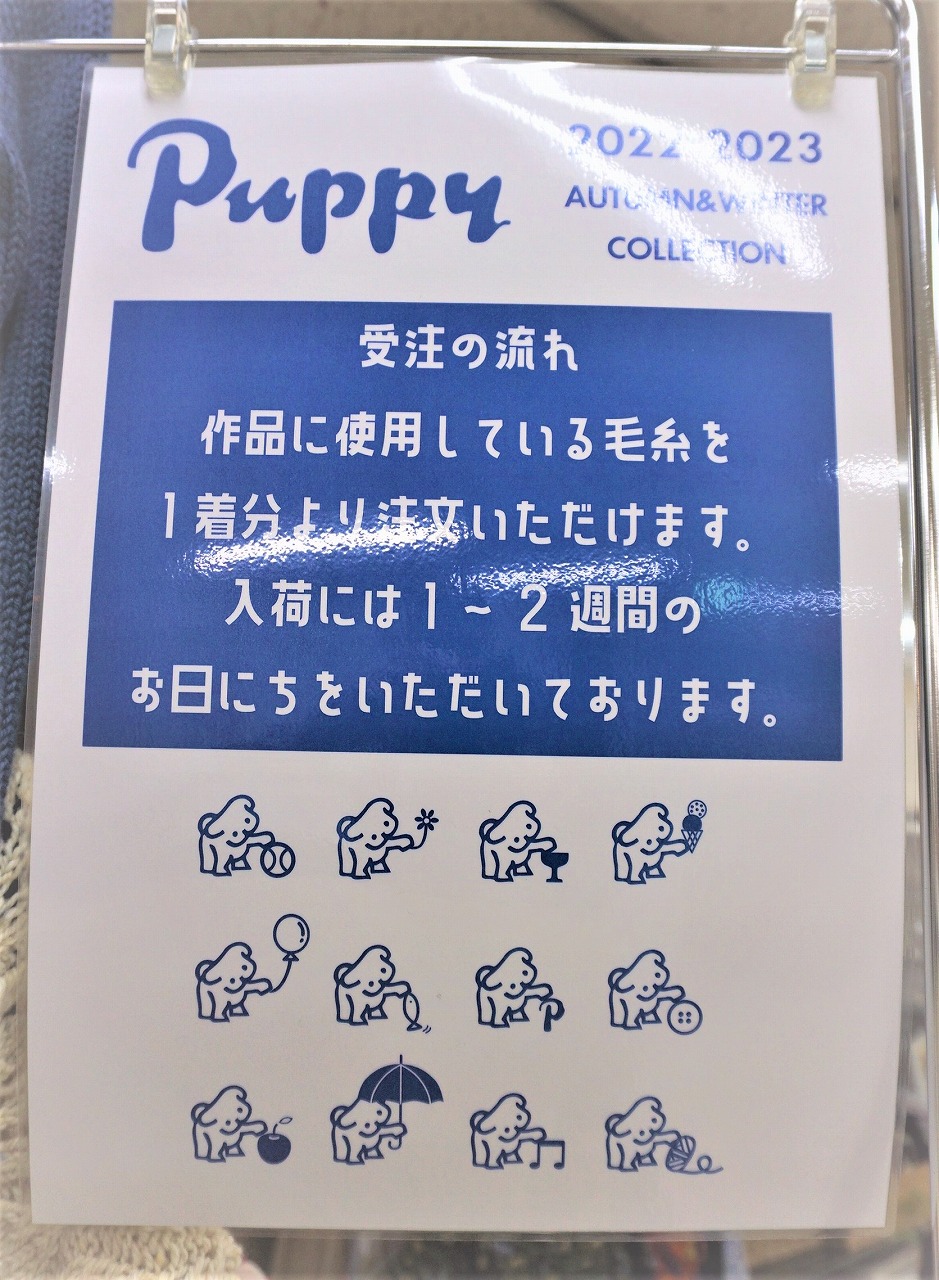 Puppy
2022-2023
AUTUMN&WINTER
COLLECTION
受注の流れ
作品に使用している毛糸を
1着分より注文いただけます。
入荷には1~2週間の
お日にちをいただいております。